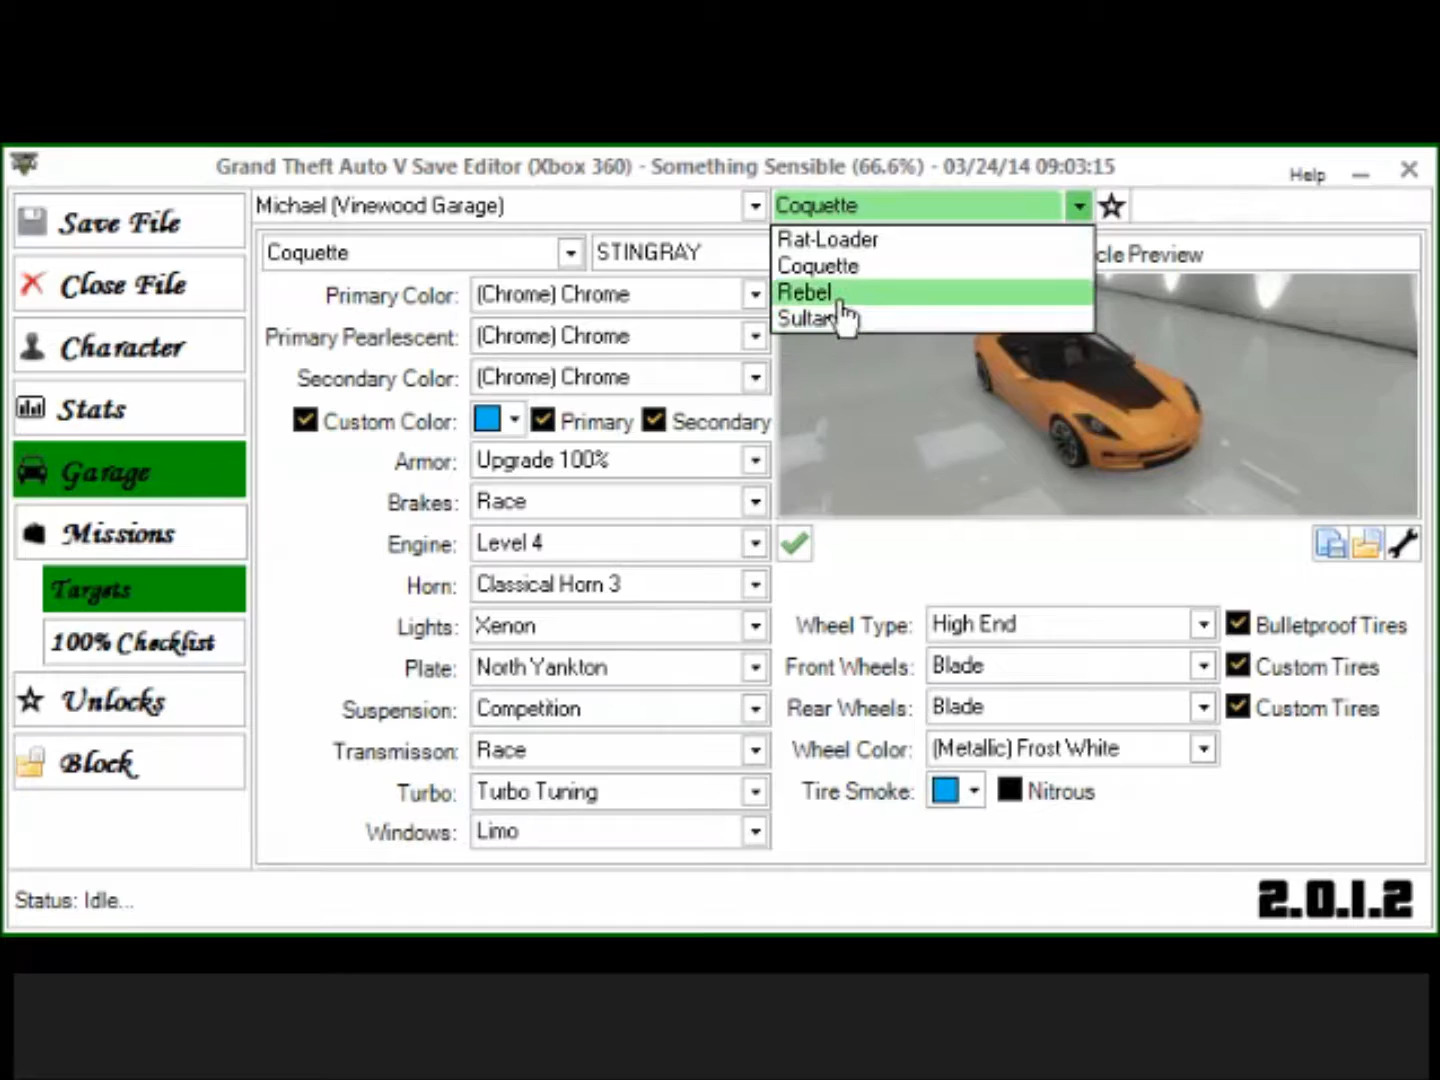 Grand Theft Auto V Save Editor (Xbox 360) - Something Sensible (66.6%) - 03/24/14 09:03:15
Help
Save File
Close File
Character
Stats
Garage
Missions
Targets
100% Checklist
Unlocks
Block
Michael (Vinewood Garage)
Coquette
Rat-Loader
Coquette
Rebel
Sultan
Coquette
STINGRAY
cle Preview
Primary Color: (Chrome) Chrome
Primary Pearlescent: (Chrome) Chrome
Secondary Color: (Chrome) Chrome
Custom Color: Primary Secondary
Armor: Upgrade 100%
Brakes: Race
Engine: Level 4
Horn: Classical Horn 3
Lights: Xenon
Plate: North Yankton
Suspension: Competition
Transmisson: Race
Turbo: Turbo Tuning
Windows: Limo
Wheel Type: High End Bulletproof Tires
Front Wheels: Blade Custom Tires
Rear Wheels: Blade Custom Tires
Wheel Color: (Metallic) Frost White
Tire Smoke: Nitrous
Status: Idle...
2.0.1.2